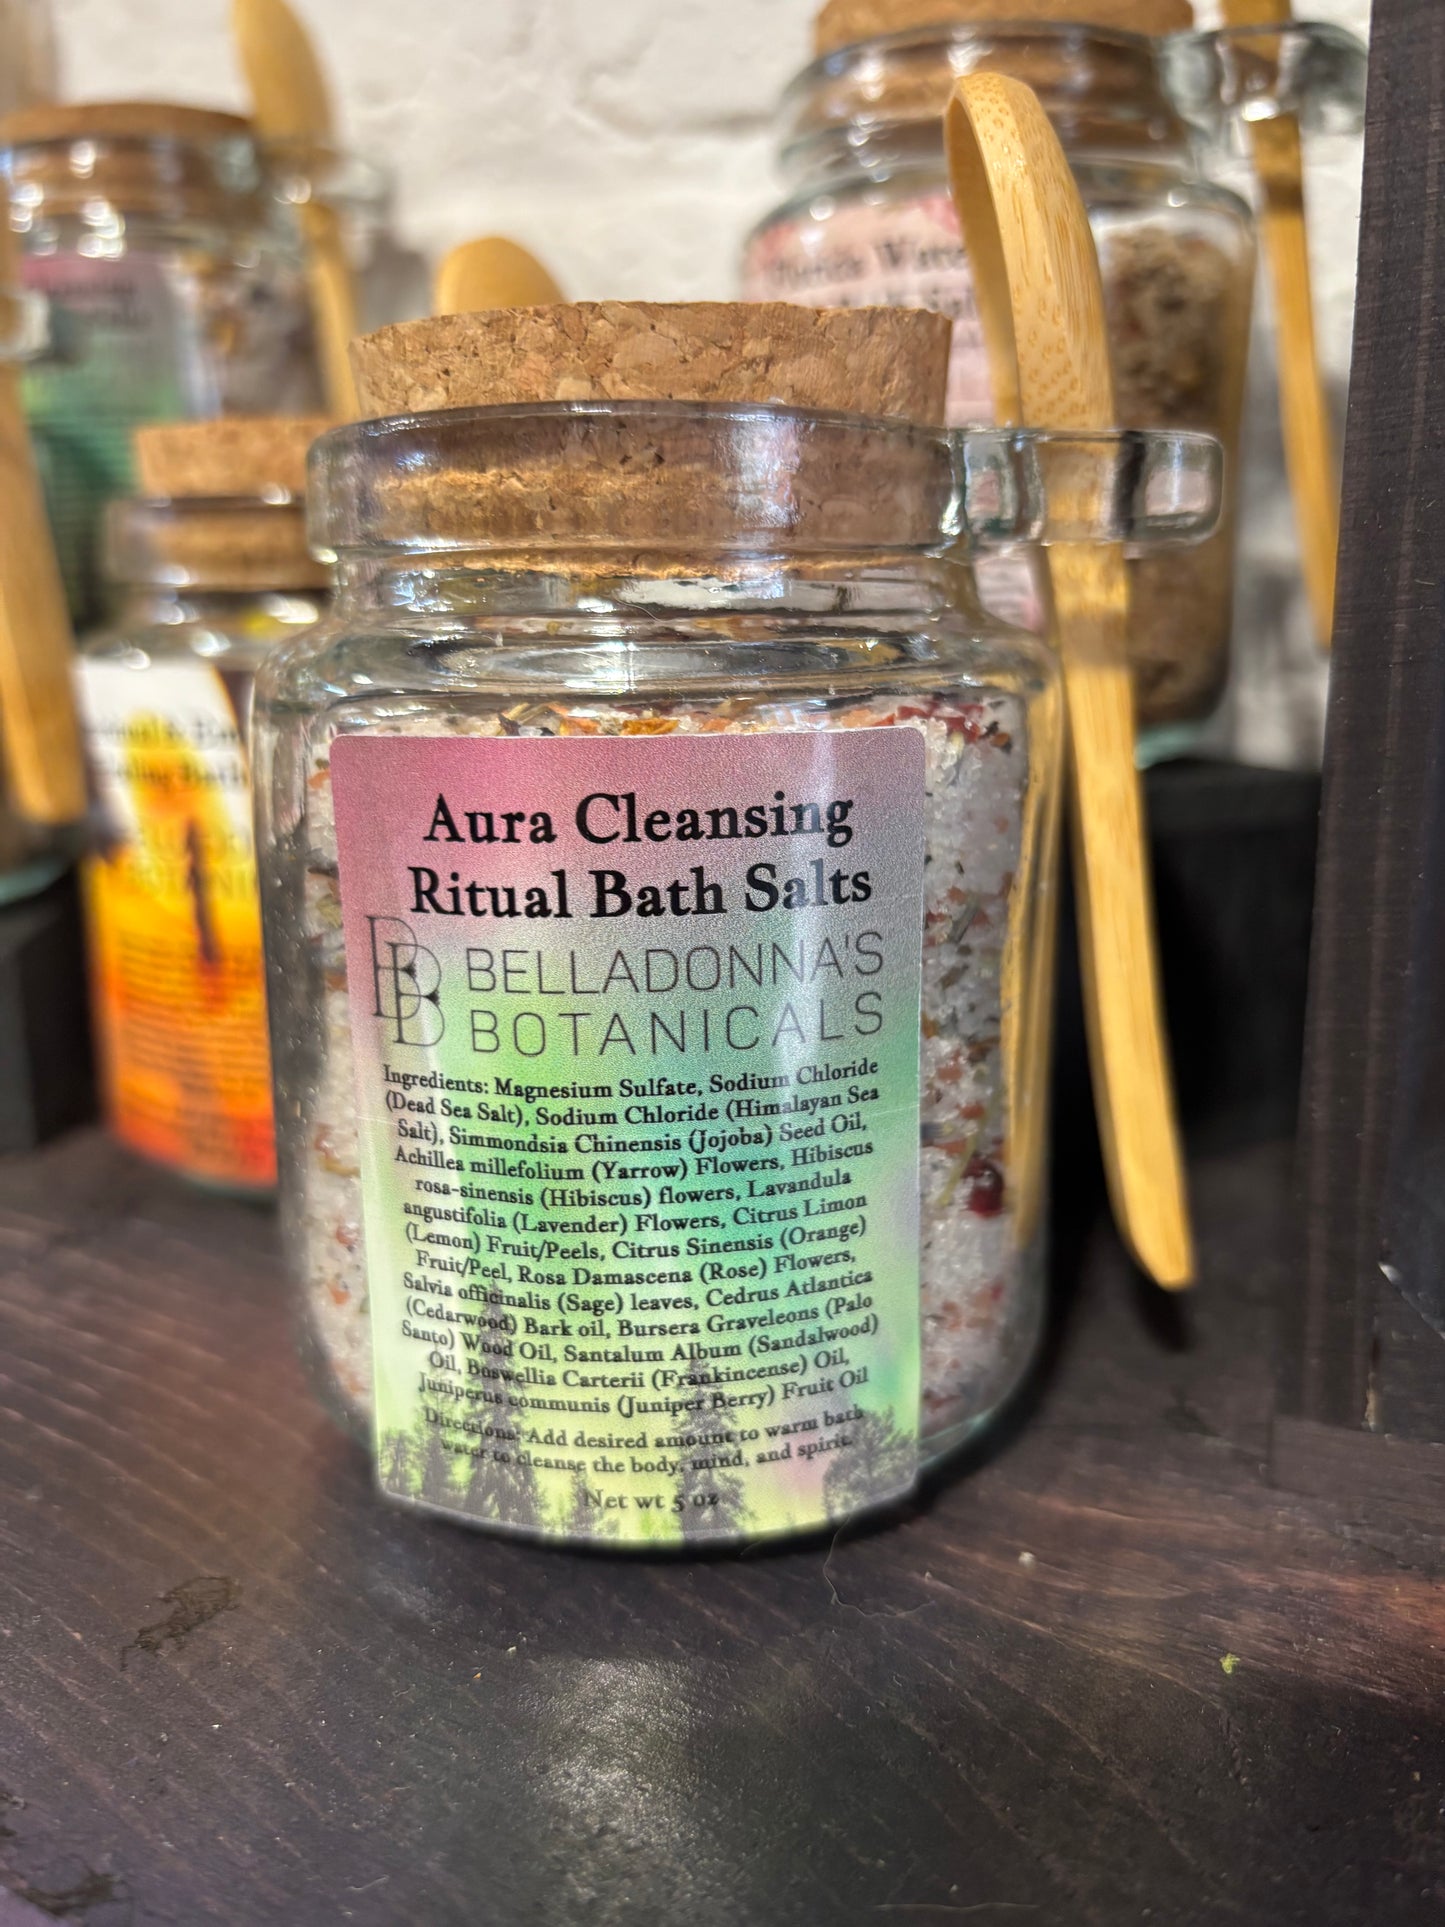 Aura Cleansing
Ritual Bath Salts
BB BELLADONNA'S
BOTANICALS
Ingredients: Magnesium Sulfate, Sodium Chloride
(Dead Sea Salt), Sodium Chloride (Himalayan Sea
Salt), Simmondsia Chinensis (Jojoba) Seed Oil,
Achillea millefolium (Yarrow) Flowers, Hibiscus
rosa-sinensis (Hibiscus) flowers, Lavandula
angustifolia (Lavender) Flowers, Citrus Limon
(Lemon) Fruit/Peels, Citrus Sinensis (Orange)
Fruit/Peel, Rosa Damascena (Rose) Flowers,
Salvia officinalis (Sage) leaves, Cedrus Atlantica
(Cedarwood) Bark oil, Bursera Graveleons (Palo
Santo) Wood Oil, Santalum Album (Sandalwood)
Oil, Boswellia Carterii (Frankincense) Oil,
Juniperus communis (Juniper Berry) Fruit Oil
Directions: Add desired amount to warm bath
water to cleanse the body, mind, and spirit.
Net wt 5 oz